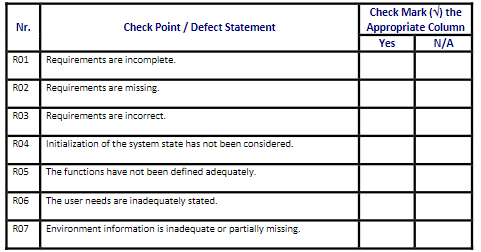 Nr.
Check Point / Defect Statement
Check Mark (√) the
Appropriate Column
Yes
N/A
R01
Requirements are incomplete.
R02
Requirements are missing.
R03
Requirements are incorrect.
R04
Initialization of the system state has not been considered.
R05
The functions have not been defined adequately.
R06
The user needs are inadequately stated.
R07
Environment information is inadequate or partially missing.